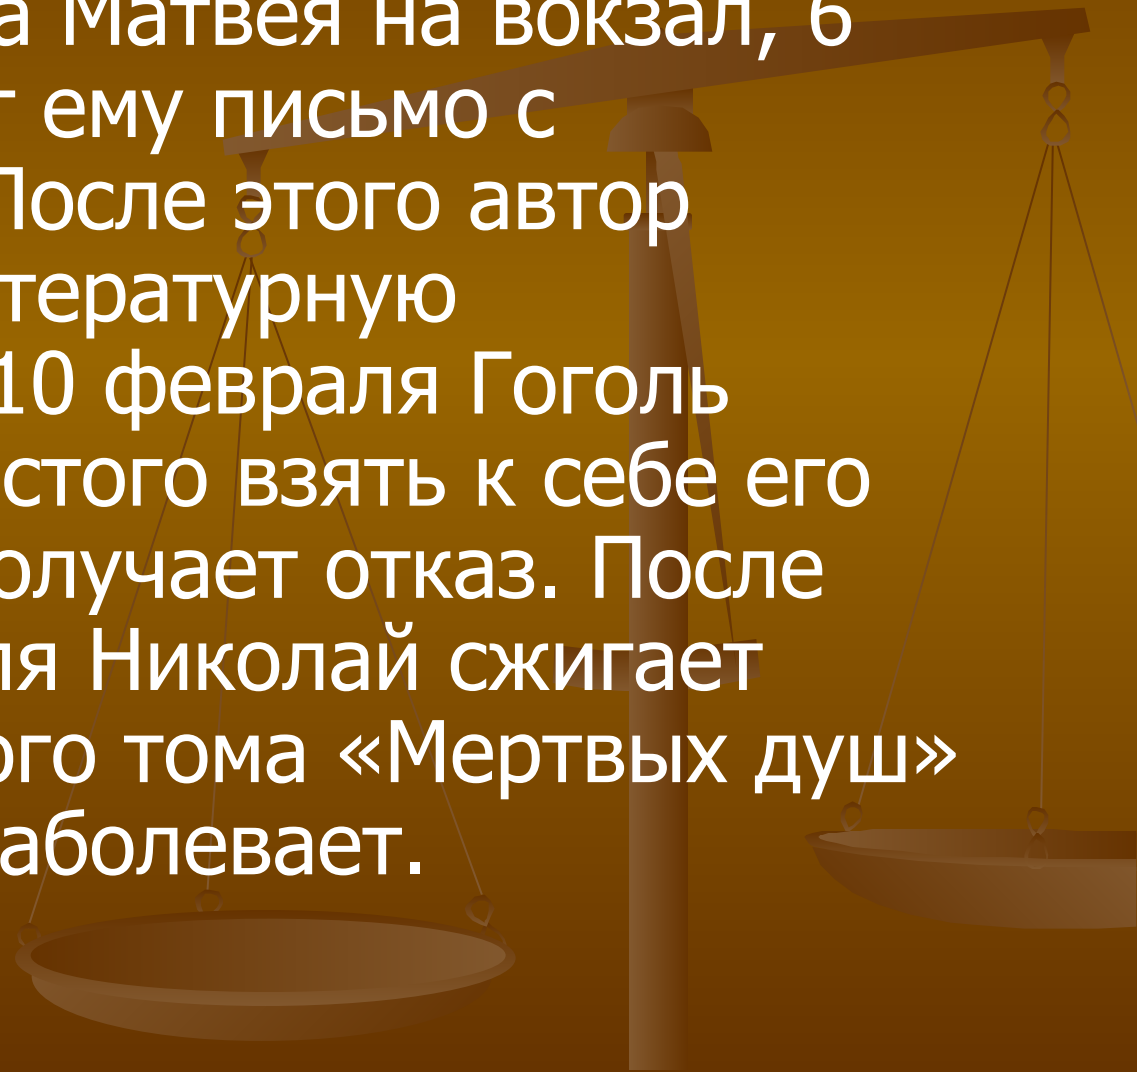 а Матвея на вокзал, 6
т ему письмо с
После этого автор
тературную
10 февраля Гоголь
стого взять к себе его
олучает отказ. После
ля Николай сжигает
ого тома «Мертвых душ»
аболевает.